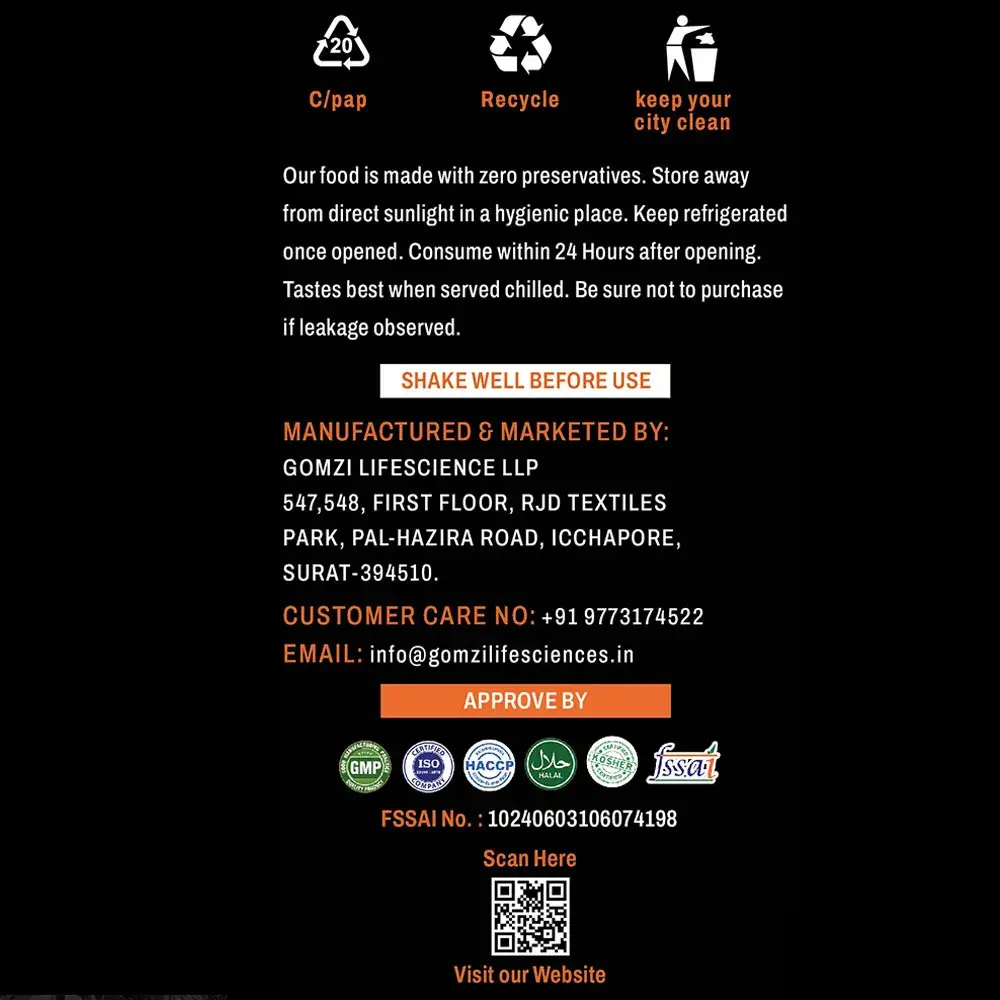 20
C/pap
Recycle
keep your
city clean
Our food is made with zero preservatives. Store away
from direct sunlight in a hygienic place. Keep refrigerated
once opened. Consume within 24 Hours after opening.
Tastes best when served chilled. Be sure not to purchase
if leakage observed.
SHAKE WELL BEFORE USE
MANUFACTURED & MARKETED BY:
GOMZI LIFESCIENCE LLP
547,548, FIRST FLOOR, RJD TEXTILES
PARK, PAL-HAZIRA ROAD, ICCHAPORE,
SURAT-394510.
CUSTOMER CARE NO: +91 9773174522
EMAIL: info@gomzilifesciences.in
APPROVE BY
GMP
CERTIFIED ISO COMPANY
HACCP
حلال HALAL
CERTIFIED KOSHER
fssai
FSSAI No. : 10240603106074198
Scan Here
Visit our Website